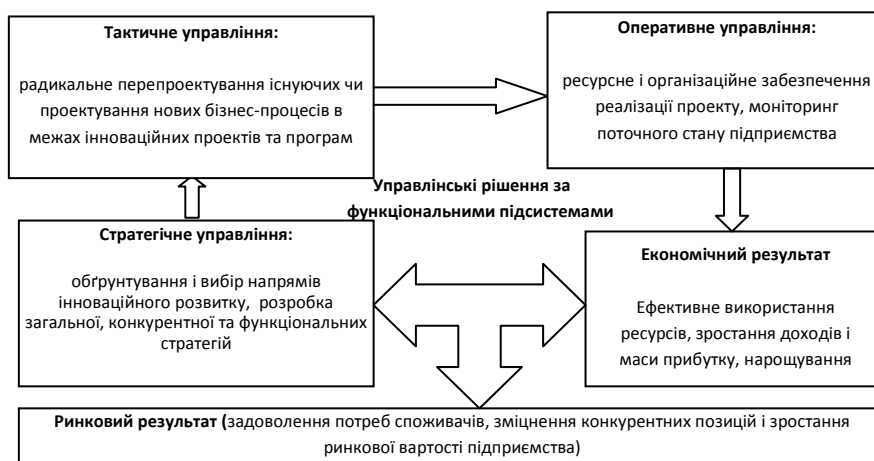 Тактичне управління:
радикальне перепроектування існуючих чи
проектування нових бізнес-процесів в
межах інноваційних проектів та програм
Оперативне управління:
ресурсне і організаційне забезпечення
реалізації проекту, моніторинг
поточного стану підприємства
Управлінські рішення за
функціональними підсистемами
Стратегічне управління:
обґрунтування і вибір напрямів
інноваційного розвитку, розробка
загальної, конкурентної та функціональних
стратегій
Економічний результат
Ефективне використання
ресурсів, зростання доходів і
маси прибутку, нарощування
Ринковий результат (задоволення потреб споживачів, зміцнення конкурентних позицій і зростання
ринкової вартості підприємства)